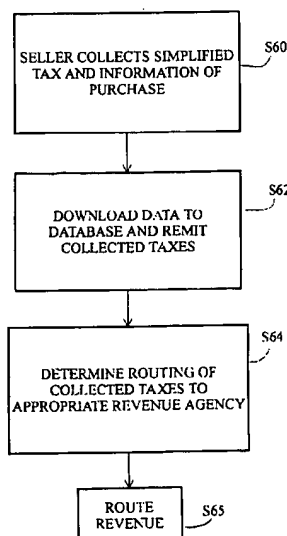 SELLER COLLECTS SIMPLIFIED
TAX AND INFORMATION OF
PURCHASE
S60
DOWNLOAD DATA TO
DATABASE AND REMIT
COLLECTED TAXES
S62
DETERMINE ROUTING OF
COLLECTED TAXES TO
APPROPRIATE REVENUE AGENCY
S64
ROUTE
REVENUE
S65